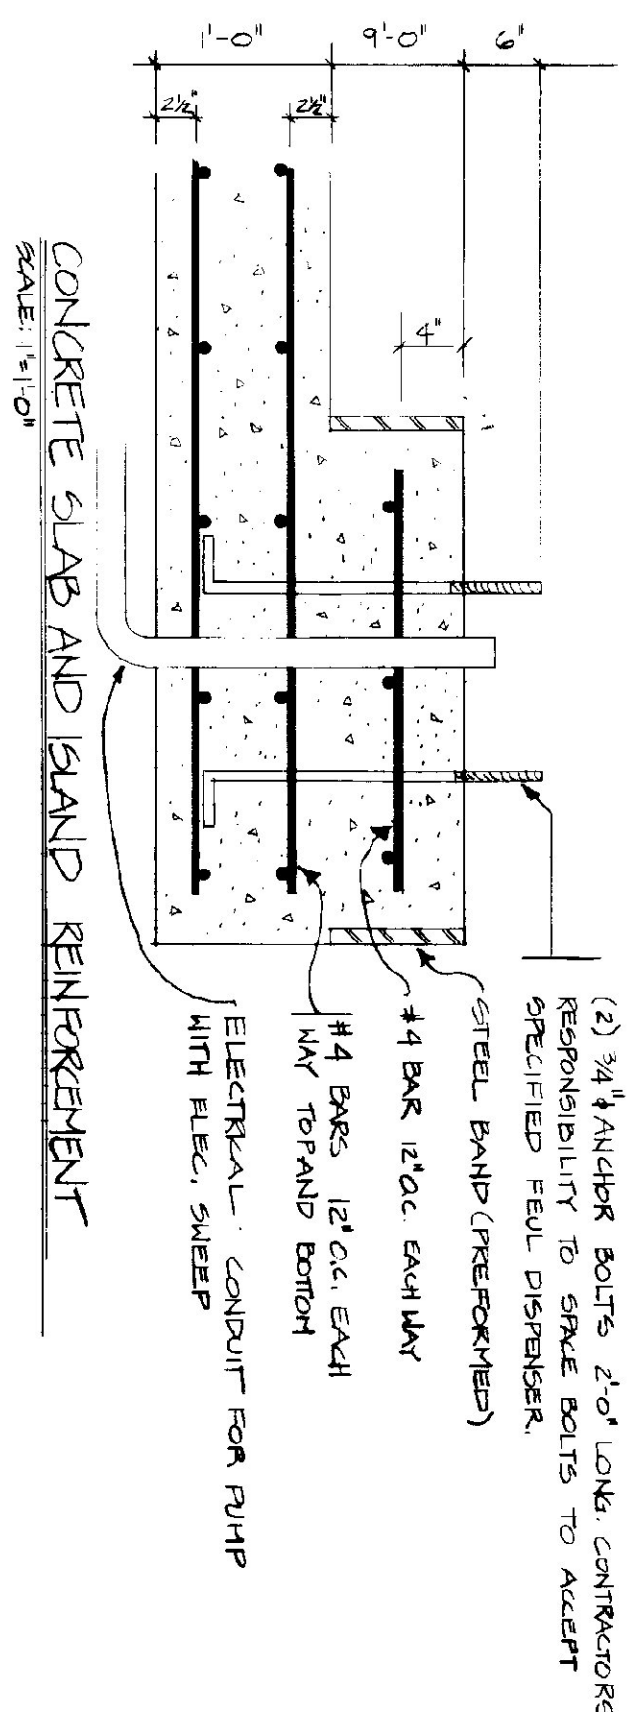 1'-0"
9'-0"
6"
2½"
2½"
4"
(2) 3/4" ϕ ANCHOR BOLTS 2'-0" LONG. CONTRACTORS
RESPONSIBILITY TO SPACE BOLTS TO ACCEPT
SPECIFIED FEUL DISPENSER.
STEEL BAND (PREFORMED)
#4 BAR 12" O.C. EACH WAY
#4 BARS 12" O.C. EACH
WAY TOP AND BOTTOM
ELECTRICAL CONDUIT FOR PUMP
WITH ELEC. SWEEP
CONCRETE SLAB AND ISLAND REINFORCEMENT
SCALE: 1"=1'-0"